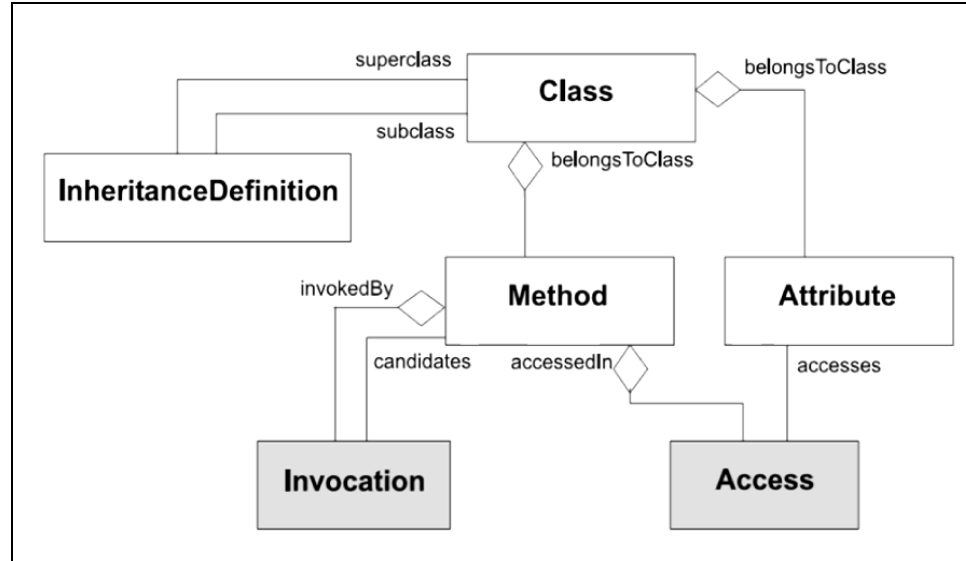 superclass
Class
belongsToClass
subclass
belongsToClass
InheritanceDefinition
invokedBy
Method
Attribute
candidates
accessedIn
accesses
Invocation
Access